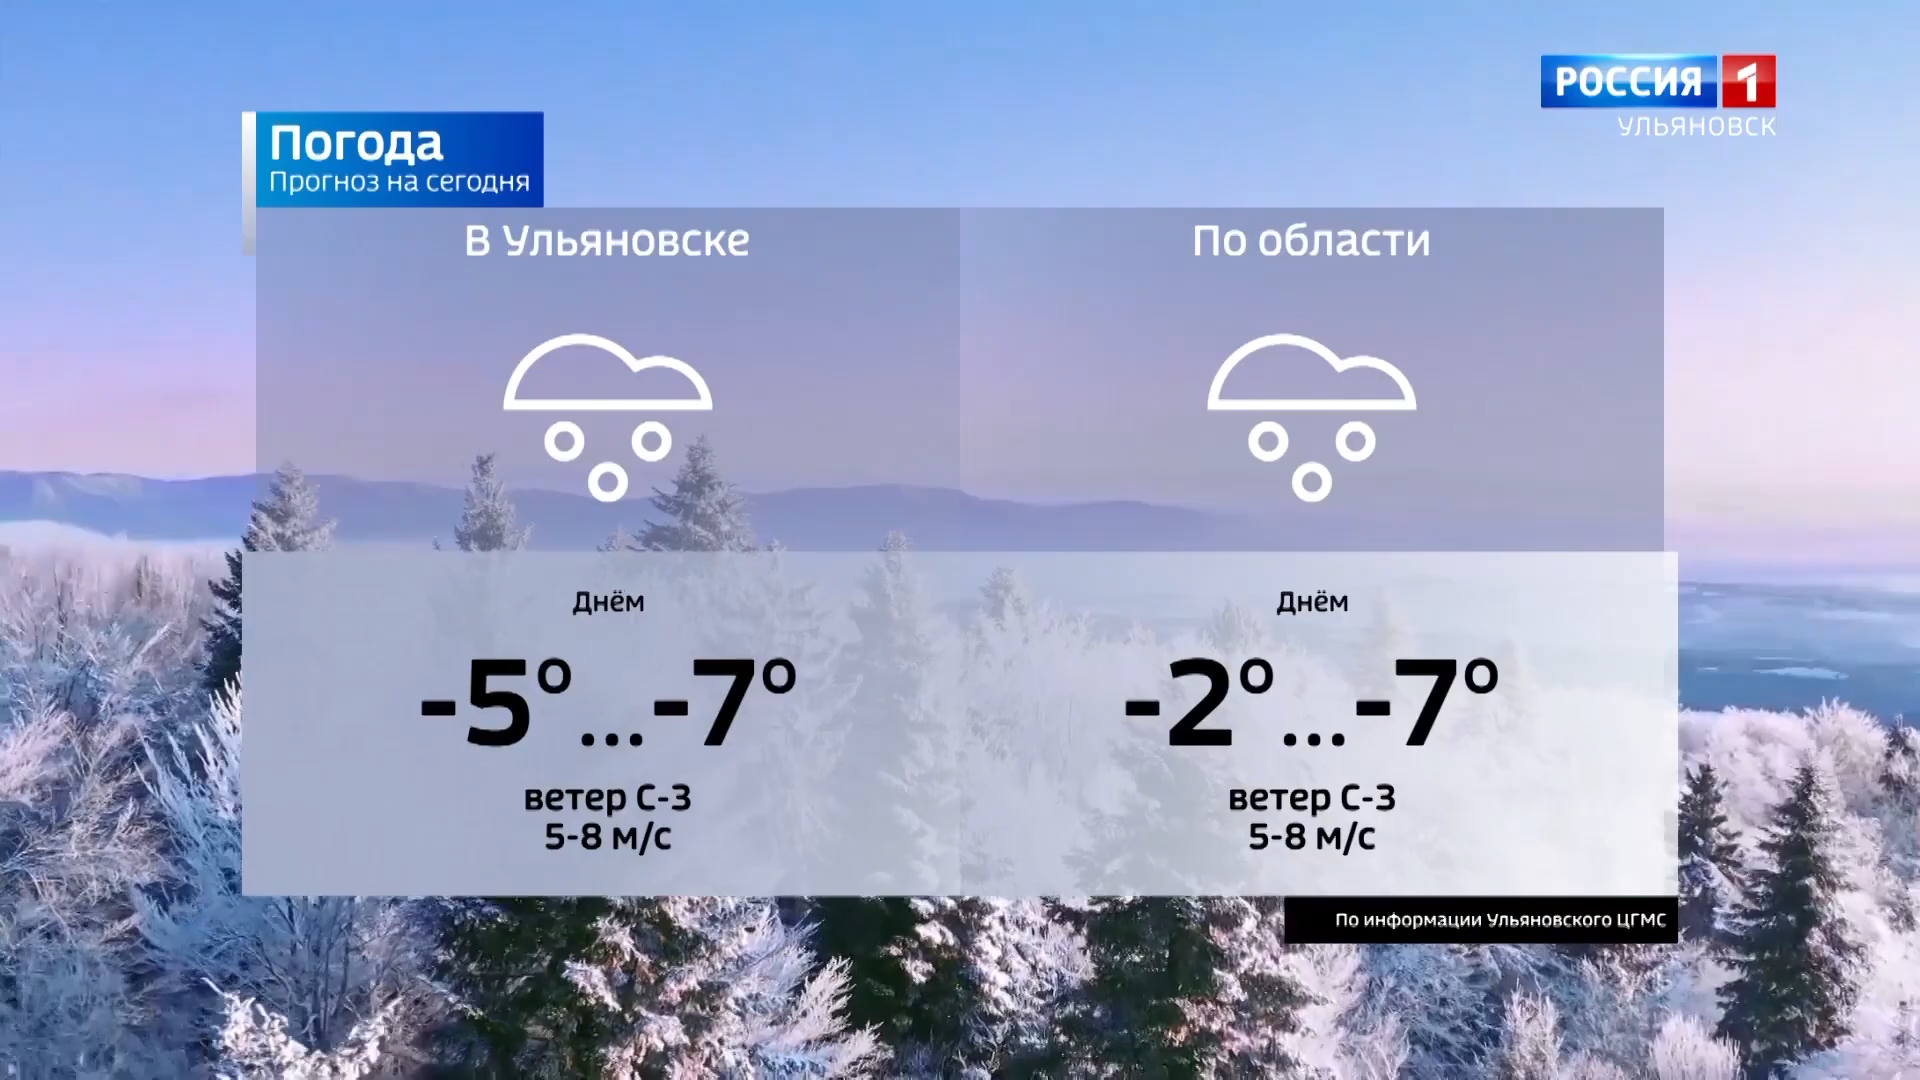 РОССИЯ 1
УЛЬЯНОВСК
Погода
Прогноз на сегодня
В Ульяновске
По области
Днём
-5°...-7°
ветер С-З
5-8 м/с
Днём
-2°...-7°
ветер С-З
5-8 м/с
По информации Ульяновского ЦГМС